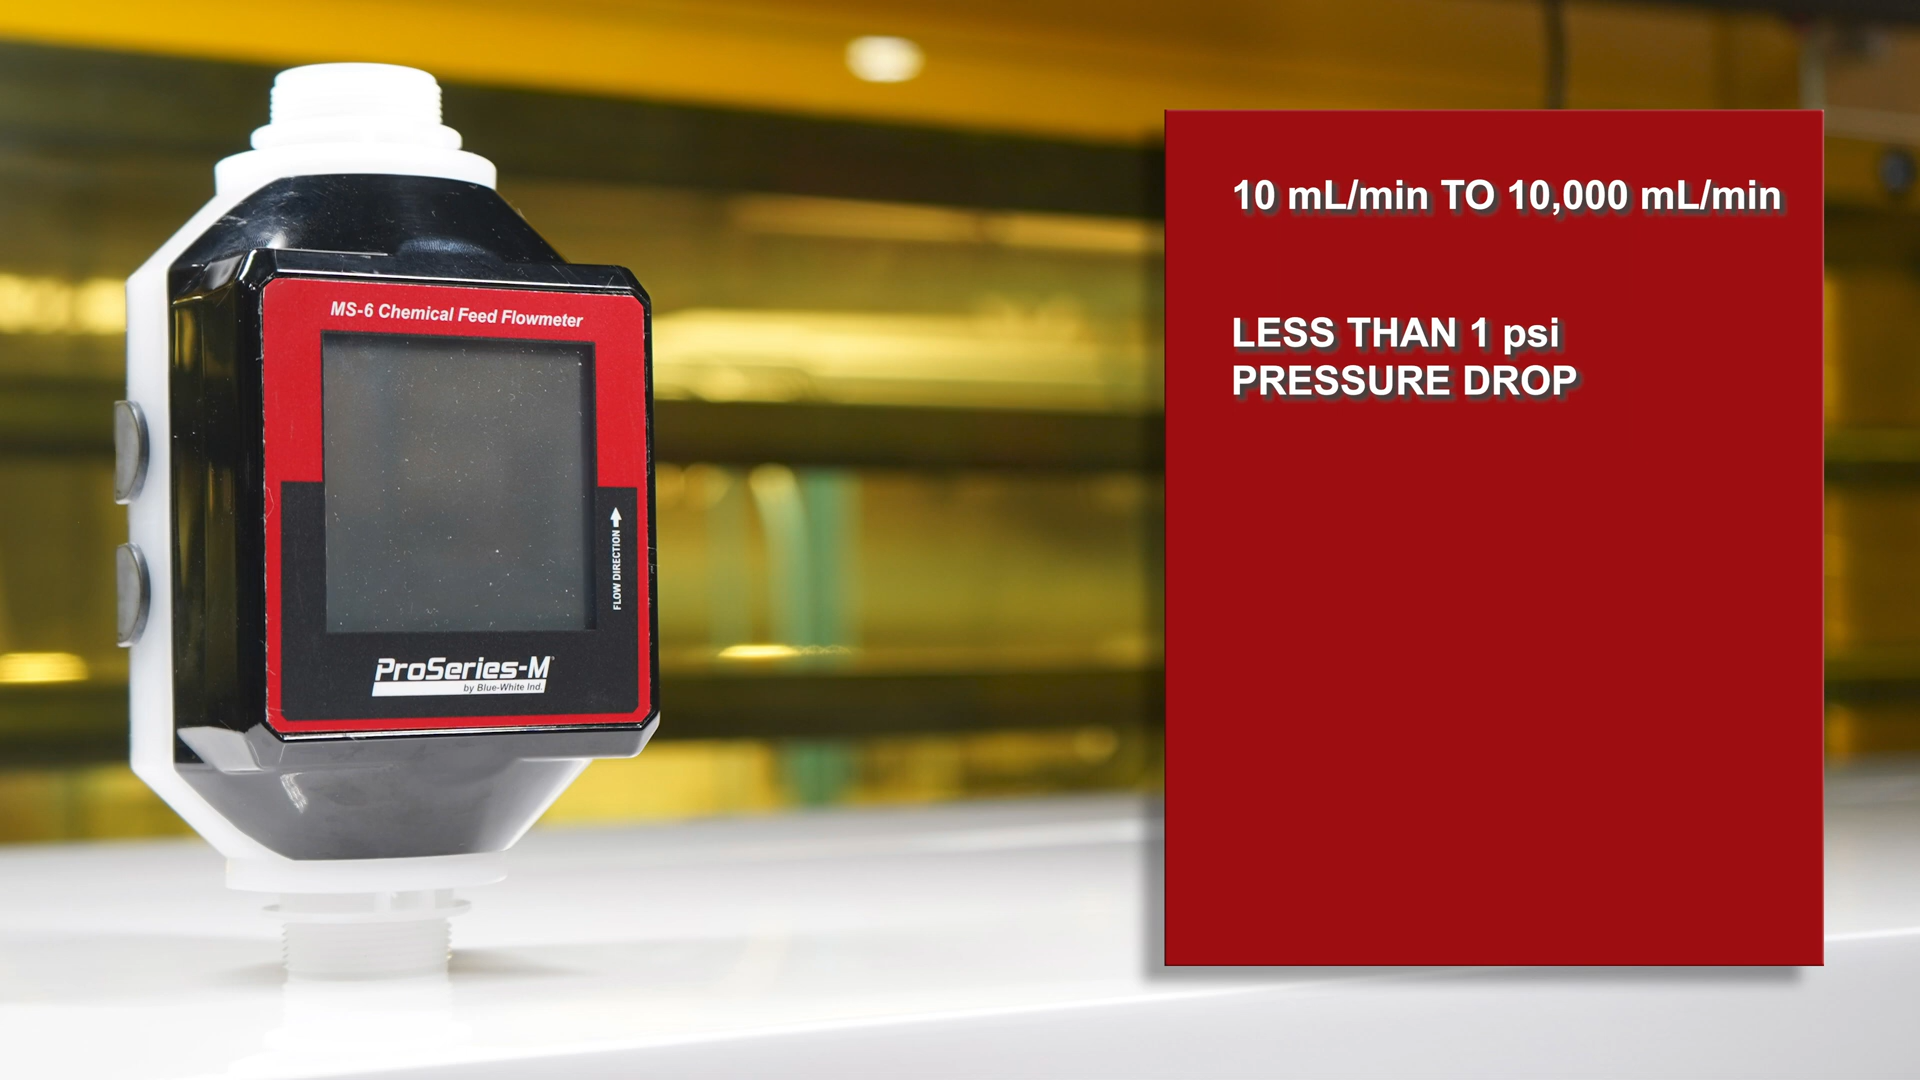 MS-6 Chemical Feed Flowmeter
FLOW DIRECTION
ProSeries-M®
by Blue-White Ind.
10 mL/min TO 10,000 mL/min
LESS THAN 1 psi
PRESSURE DROP